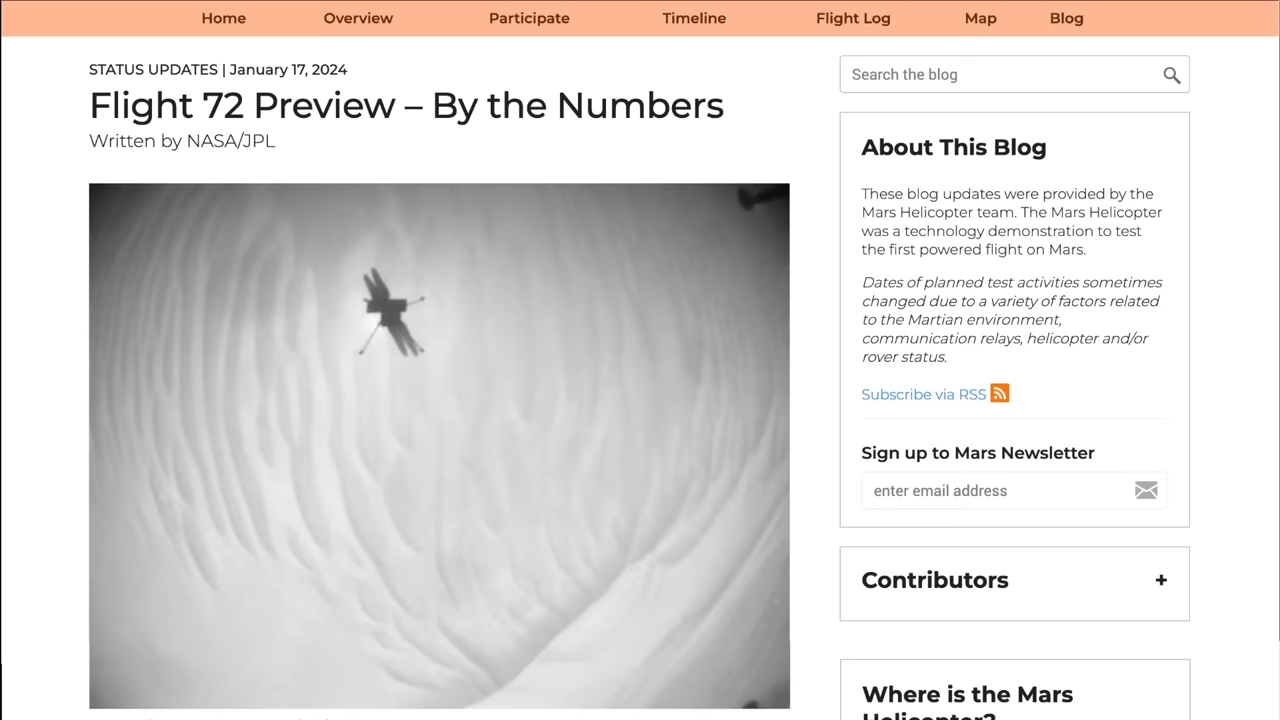 Home Overview Participate Timeline Flight Log Map Blog
STATUS UPDATES | January 17, 2024
Flight 72 Preview – By the Numbers
Written by NASA/JPL
Search the blog
About This Blog
These blog updates were provided by the
Mars Helicopter team. The Mars Helicopter
was a technology demonstration to test
the first powered flight on Mars.
Dates of planned test activities sometimes
changed due to a variety of factors related
to the Martian environment,
communication relays, helicopter and/or
rover status.
Subscribe via RSS
Sign up to Mars Newsletter
enter email address
Contributors +
Where is the Mars
Helicopter?